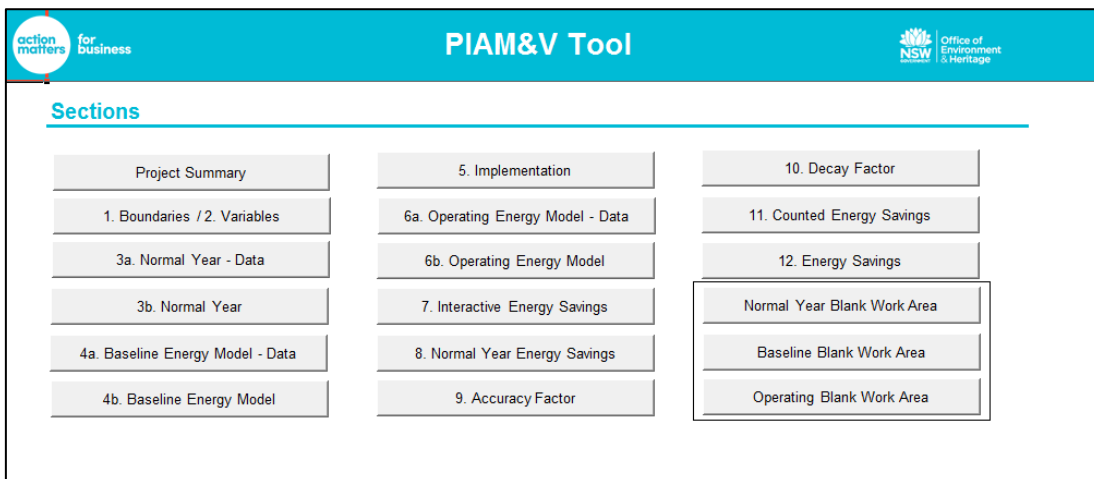 action matters for business
PIAM&V Tool
NSW GOVERNMENT Office of Environment & Heritage
Sections
Project Summary
1. Boundaries / 2. Variables
3a. Normal Year - Data
3b. Normal Year
4a. Baseline Energy Model - Data
4b. Baseline Energy Model
5. Implementation
6a. Operating Energy Model - Data
6b. Operating Energy Model
7. Interactive Energy Savings
8. Normal Year Energy Savings
9. Accuracy Factor
10. Decay Factor
11. Counted Energy Savings
12. Energy Savings
Normal Year Blank Work Area
Baseline Blank Work Area
Operating Blank Work Area